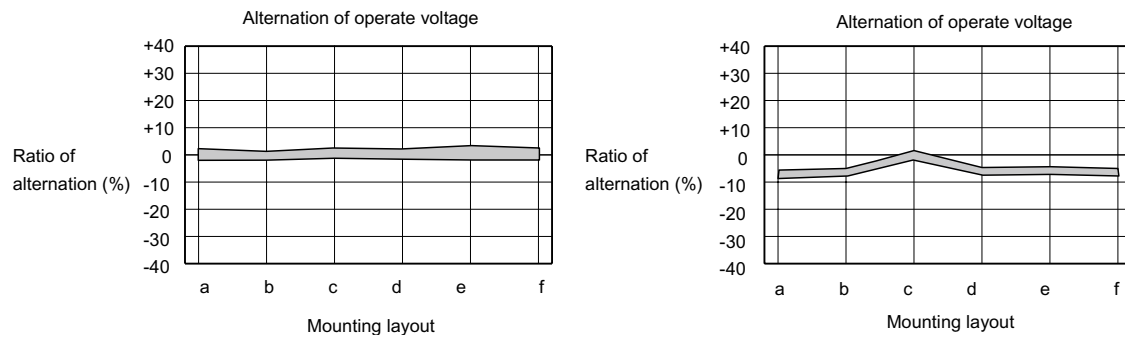 Alternation of operate voltage
+40
+30
+20
+10
0
-10
-20
-30
-40
Ratio of
alternation (%)
a b c d e f
Mounting layout
Alternation of operate voltage
+40
+30
+20
+10
0
-10
-20
-30
-40
Ratio of
alternation (%)
a b c d e f
Mounting layout